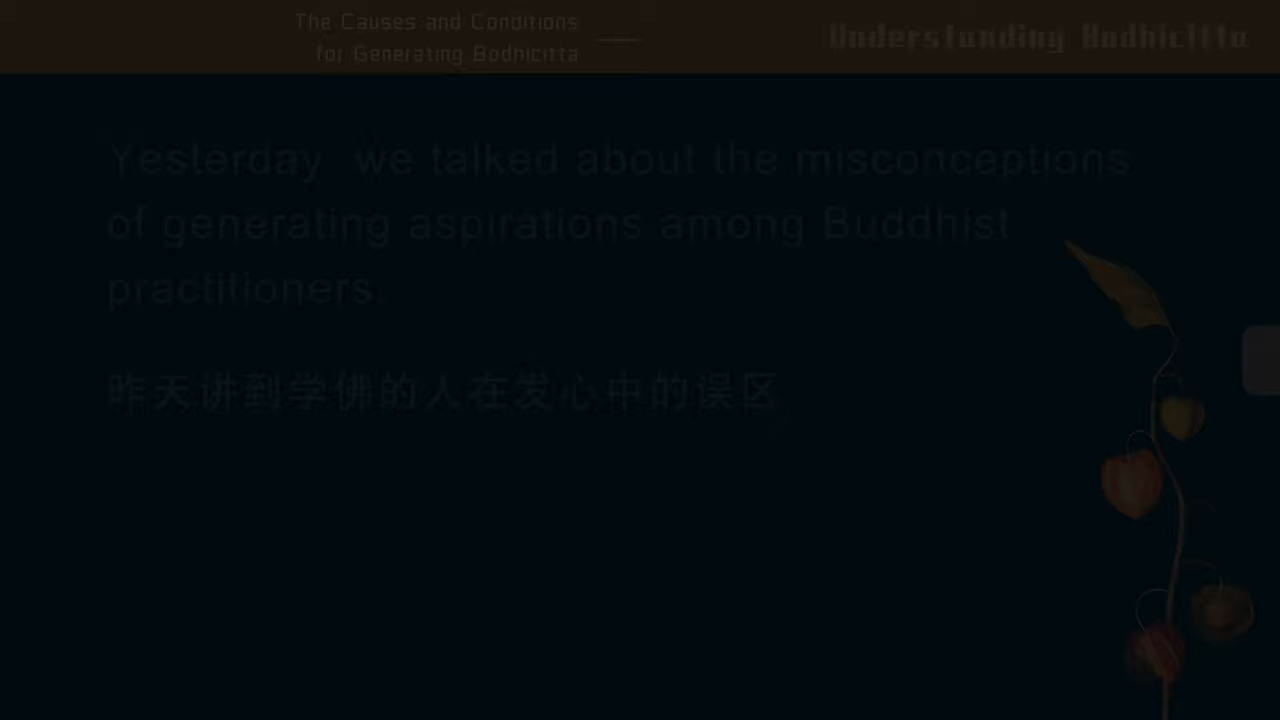 The Causes and Conditions
for Generating Bodhicitta
Understanding Bodhicitta
Yesterday we talked about the misconceptions
of generating aspirations among Buddhist
practitioners.
昨天讲到学佛的人在发心中的误区